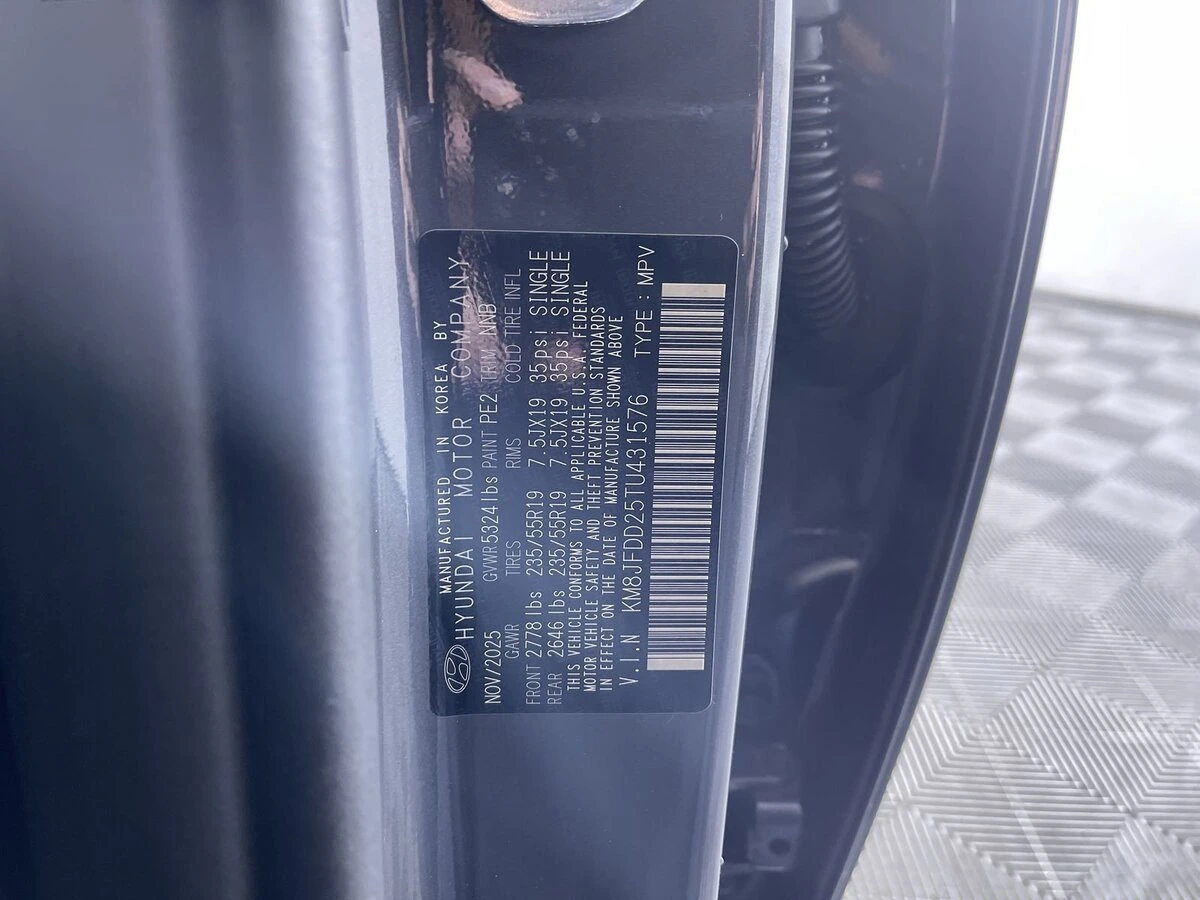 MANUFACTURED IN KOREA BY
HYUNDAI MOTOR COMPANY
NOV/2025 GVWR 5324 lbs PAINT PE2 TRIM NNB
GAWR TIRES RIMS COLD TIRE INFL
FRONT 2778 lbs 235/55R19 7.5JX19 35psi SINGLE
REAR 2646 lbs 235/55R19 7.5JX19 35psi SINGLE
THIS VEHICLE CONFORMS TO ALL APPLICABLE U.S.A. FEDERAL
MOTOR VEHICLE SAFETY AND THEFT PREVENTION STANDARDS
IN EFFECT ON THE DATE OF MANUFACTURE SHOWN ABOVE
V.I.N KM8JFDD25TU431576 TYPE : MPV